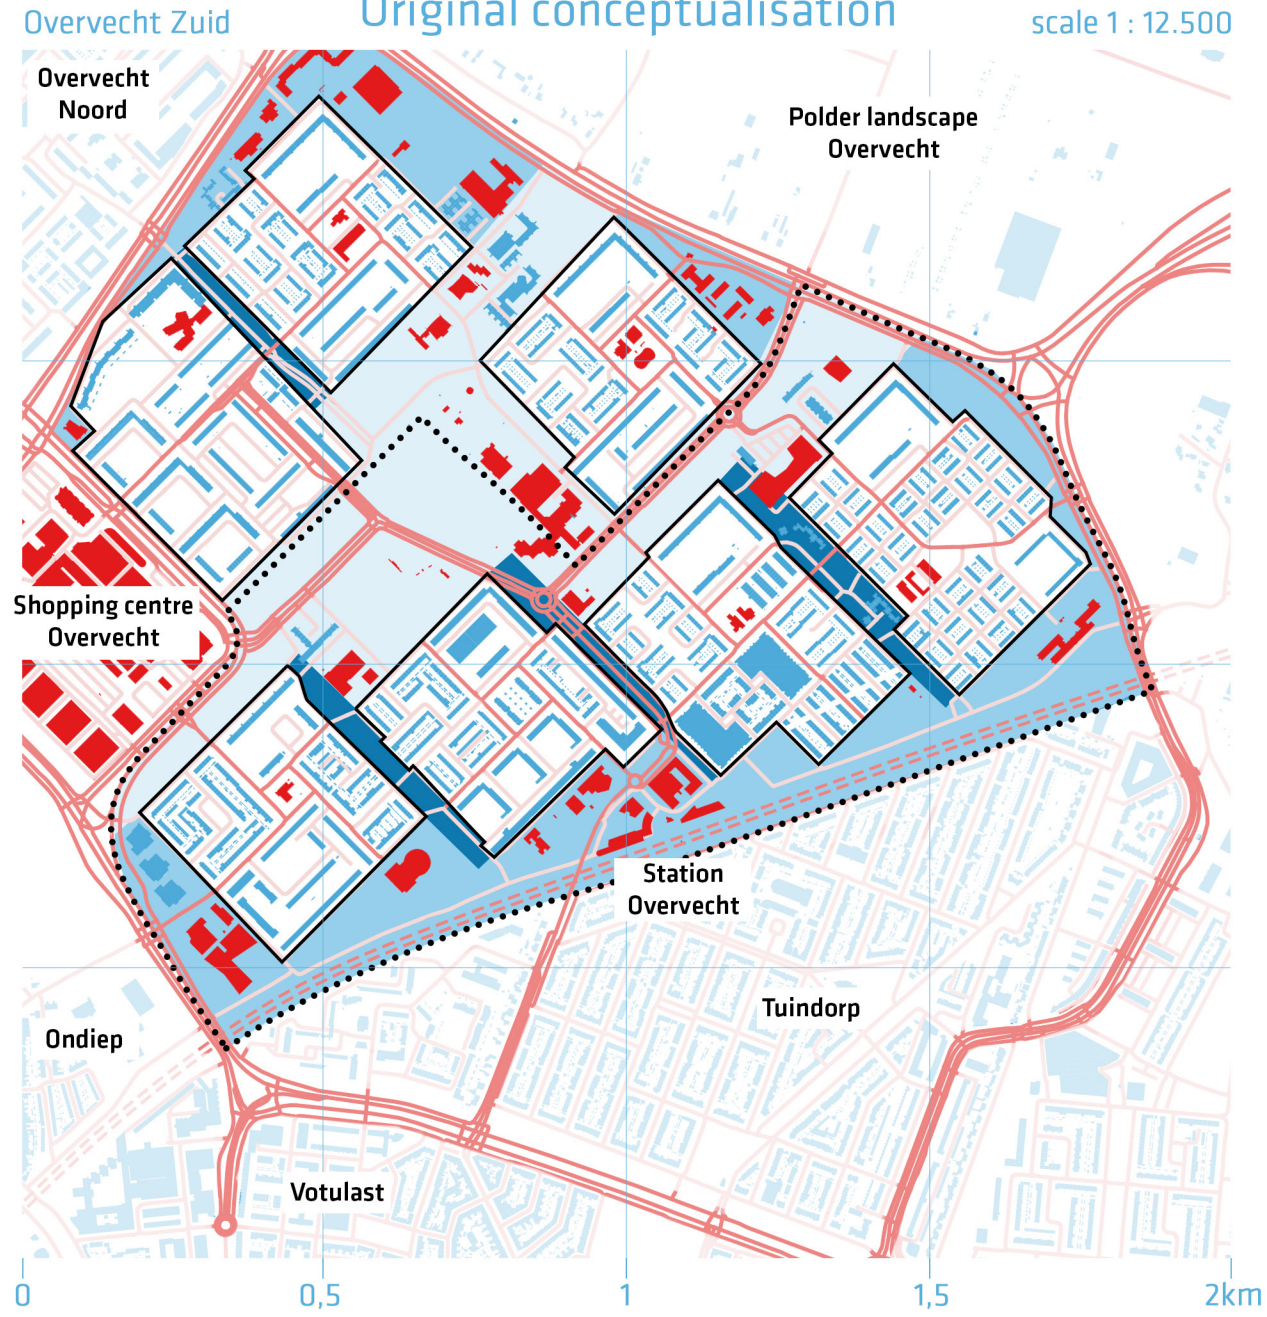 Overvecht Zuid
Original conceptualisation
scale 1 : 12.500
Overvecht
Noord
Polder landscape
Overvecht
Shopping centre
Overvecht
Station
Overvecht
Tuindorp
Ondiep
Votulast
0
0,5
1
1,5
2km